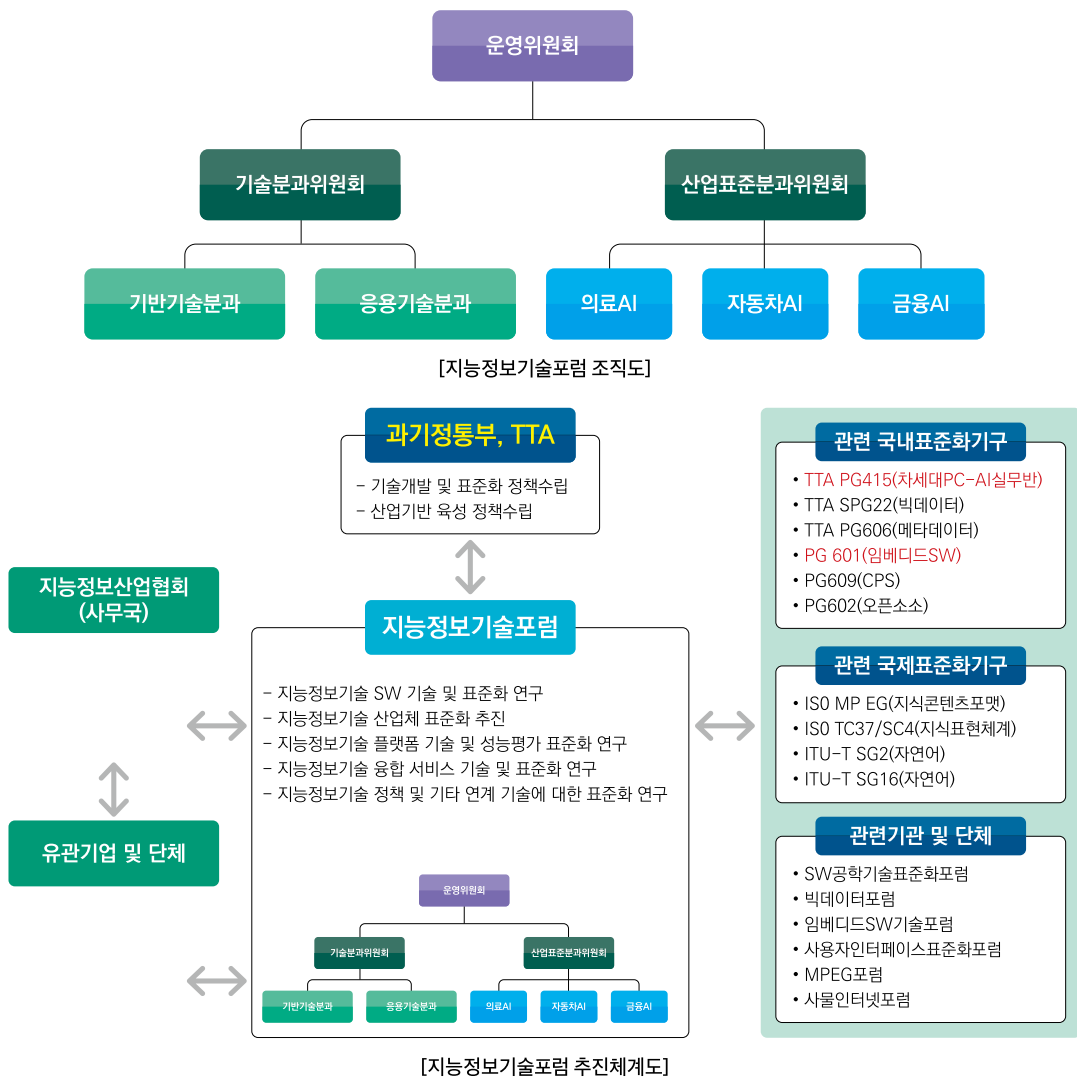 운영위원회
기술분과위원회
산업표준분과위원회
기반기술분과
응용기술분과
의료AI
자동차AI
금융AI
[지능정보기술포럼 조직도]
과기정통부, TTA
- 기술개발 및 표준화 정책수립
- 산업기반 육성 정책수립
지능정보산업협회
(사무국)
유관기업 및 단체
지능정보기술포럼
- 지능정보기술 SW 기술 및 표준화 연구
- 지능정보기술 산업체 표준화 추진
- 지능정보기술 플랫폼 기술 및 성능평가 표준화 연구
- 지능정보기술 융합 서비스 기술 및 표준화 연구
- 지능정보기술 정책 및 기타 연계 기술에 대한 표준화 연구
운영위원회
기술분과위원회
산업표준분과위원회
기반기술분과
응용기술분과
의료AI
자동차AI
금융AI
관련 국내표준화기구
• TTA PG415(차세대PC-AI실무반)
• TTA SPG22(빅데이터)
• TTA PG606(메타데이터)
• PG 601(임베디드SW)
• PG609(CPS)
• PG602(오픈소소)
관련 국제표준화기구
• IS0 MP EG(지식콘텐츠포맷)
• IS0 TC37/SC4(지식표현체계)
• ITU-T SG2(자연어)
• ITU-T SG16(자연어)
관련기관 및 단체
• SW공학기술표준화포럼
• 빅데이터포럼
• 임베디드SW기술포럼
• 사용자인터페이스표준화포럼
• MPEG포럼
• 사물인터넷포럼
[지능정보기술포럼 추진체계도]